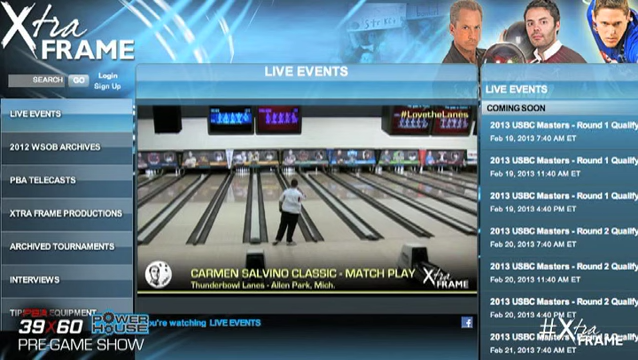 Xtra
FRAME
SEARCH GO
Login
Sign Up
LIVE EVENTS
2012 WSOB ARCHIVES
PBA TELECASTS
XTRA FRAME PRODUCTIONS
ARCHIVED TOURNAMENTS
INTERVIEWS
EQUIPMENT
39X60
POWER
HOUSE
PRE GAME SHOW
LIVE EVENTS
#LovetheLanes
CARMEN SALVINO CLASSIC - MATCH PLAY
Thunderbowl Lanes - Allen Park, Mich.
Xtra
FRAME
You're watching LIVE EVENTS
f
LIVE EVENTS
COMING SOON
2013 USBC Masters - Round 1 Qualify
Feb 19, 2013 7:40 AM ET
2013 USBC Masters - Round 1 Qualify
Feb 19, 2013 11:40 AM ET
2013 USBC Masters - Round 1 Qualify
Feb 19, 2013 4:40 PM ET
2013 USBC Masters - Round 2 Qualify
Feb 20, 2013 7:40 AM ET
2013 USBC Masters - Round 2 Qualify
Feb 20, 2013 11:40 AM ET
2013 USBC Masters - Round 2 Qualify
Feb 20, 2013 4:40 PM ET
2013 USBC Masters
Feb 21, 2013 7:40 AM ET
#Xtra
FRAME